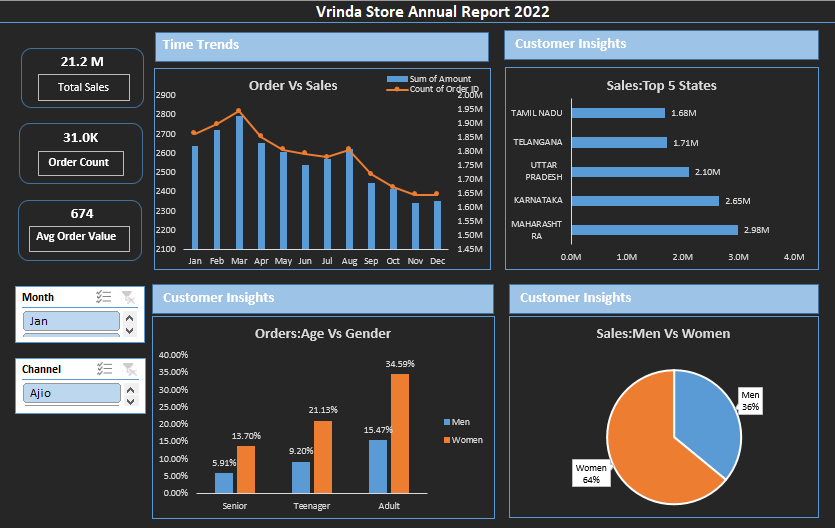 Vrinda Store Annual Report 2022
21.2 M
Total Sales
31.0K
Order Count
674
Avg Order Value
Month
Jan
Channel
Ajio
Time Trends
Order Vs Sales
Sum of Amount
Count of Order ID
2900
2800
2700
2600
2500
2400
2300
2200
2100
2.00M
1.95M
1.90M
1.85M
1.80M
1.75M
1.70M
1.65M
1.60M
1.55M
1.50M
1.45M
Jan Feb Mar Apr May Jun Jul Aug Sep Oct Nov Dec
Customer Insights
Sales:Top 5 States
TAMIL NADU 1.68M
TELANGANA 1.71M
UTTAR
PRADESH 2.10M
KARNATAKA 2.65M
MAHARASHT
RA 2.98M
0.0M 1.0M 2.0M 3.0M 4.0M
Customer Insights
Orders:Age Vs Gender
40.00%
35.00%
30.00%
25.00%
20.00%
15.00%
10.00%
5.00%
0.00%
5.91% 13.70% 9.20% 21.13% 15.47% 34.59%
Senior Teenager Adult
Men
Women
Customer Insights
Sales:Men Vs Women
Men
36%
Women
64%